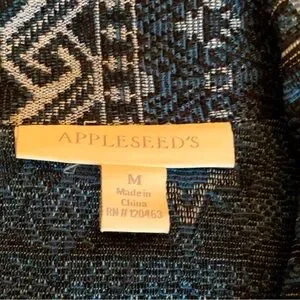 APPLESEED'S
M
Made in
China
RN# 120463